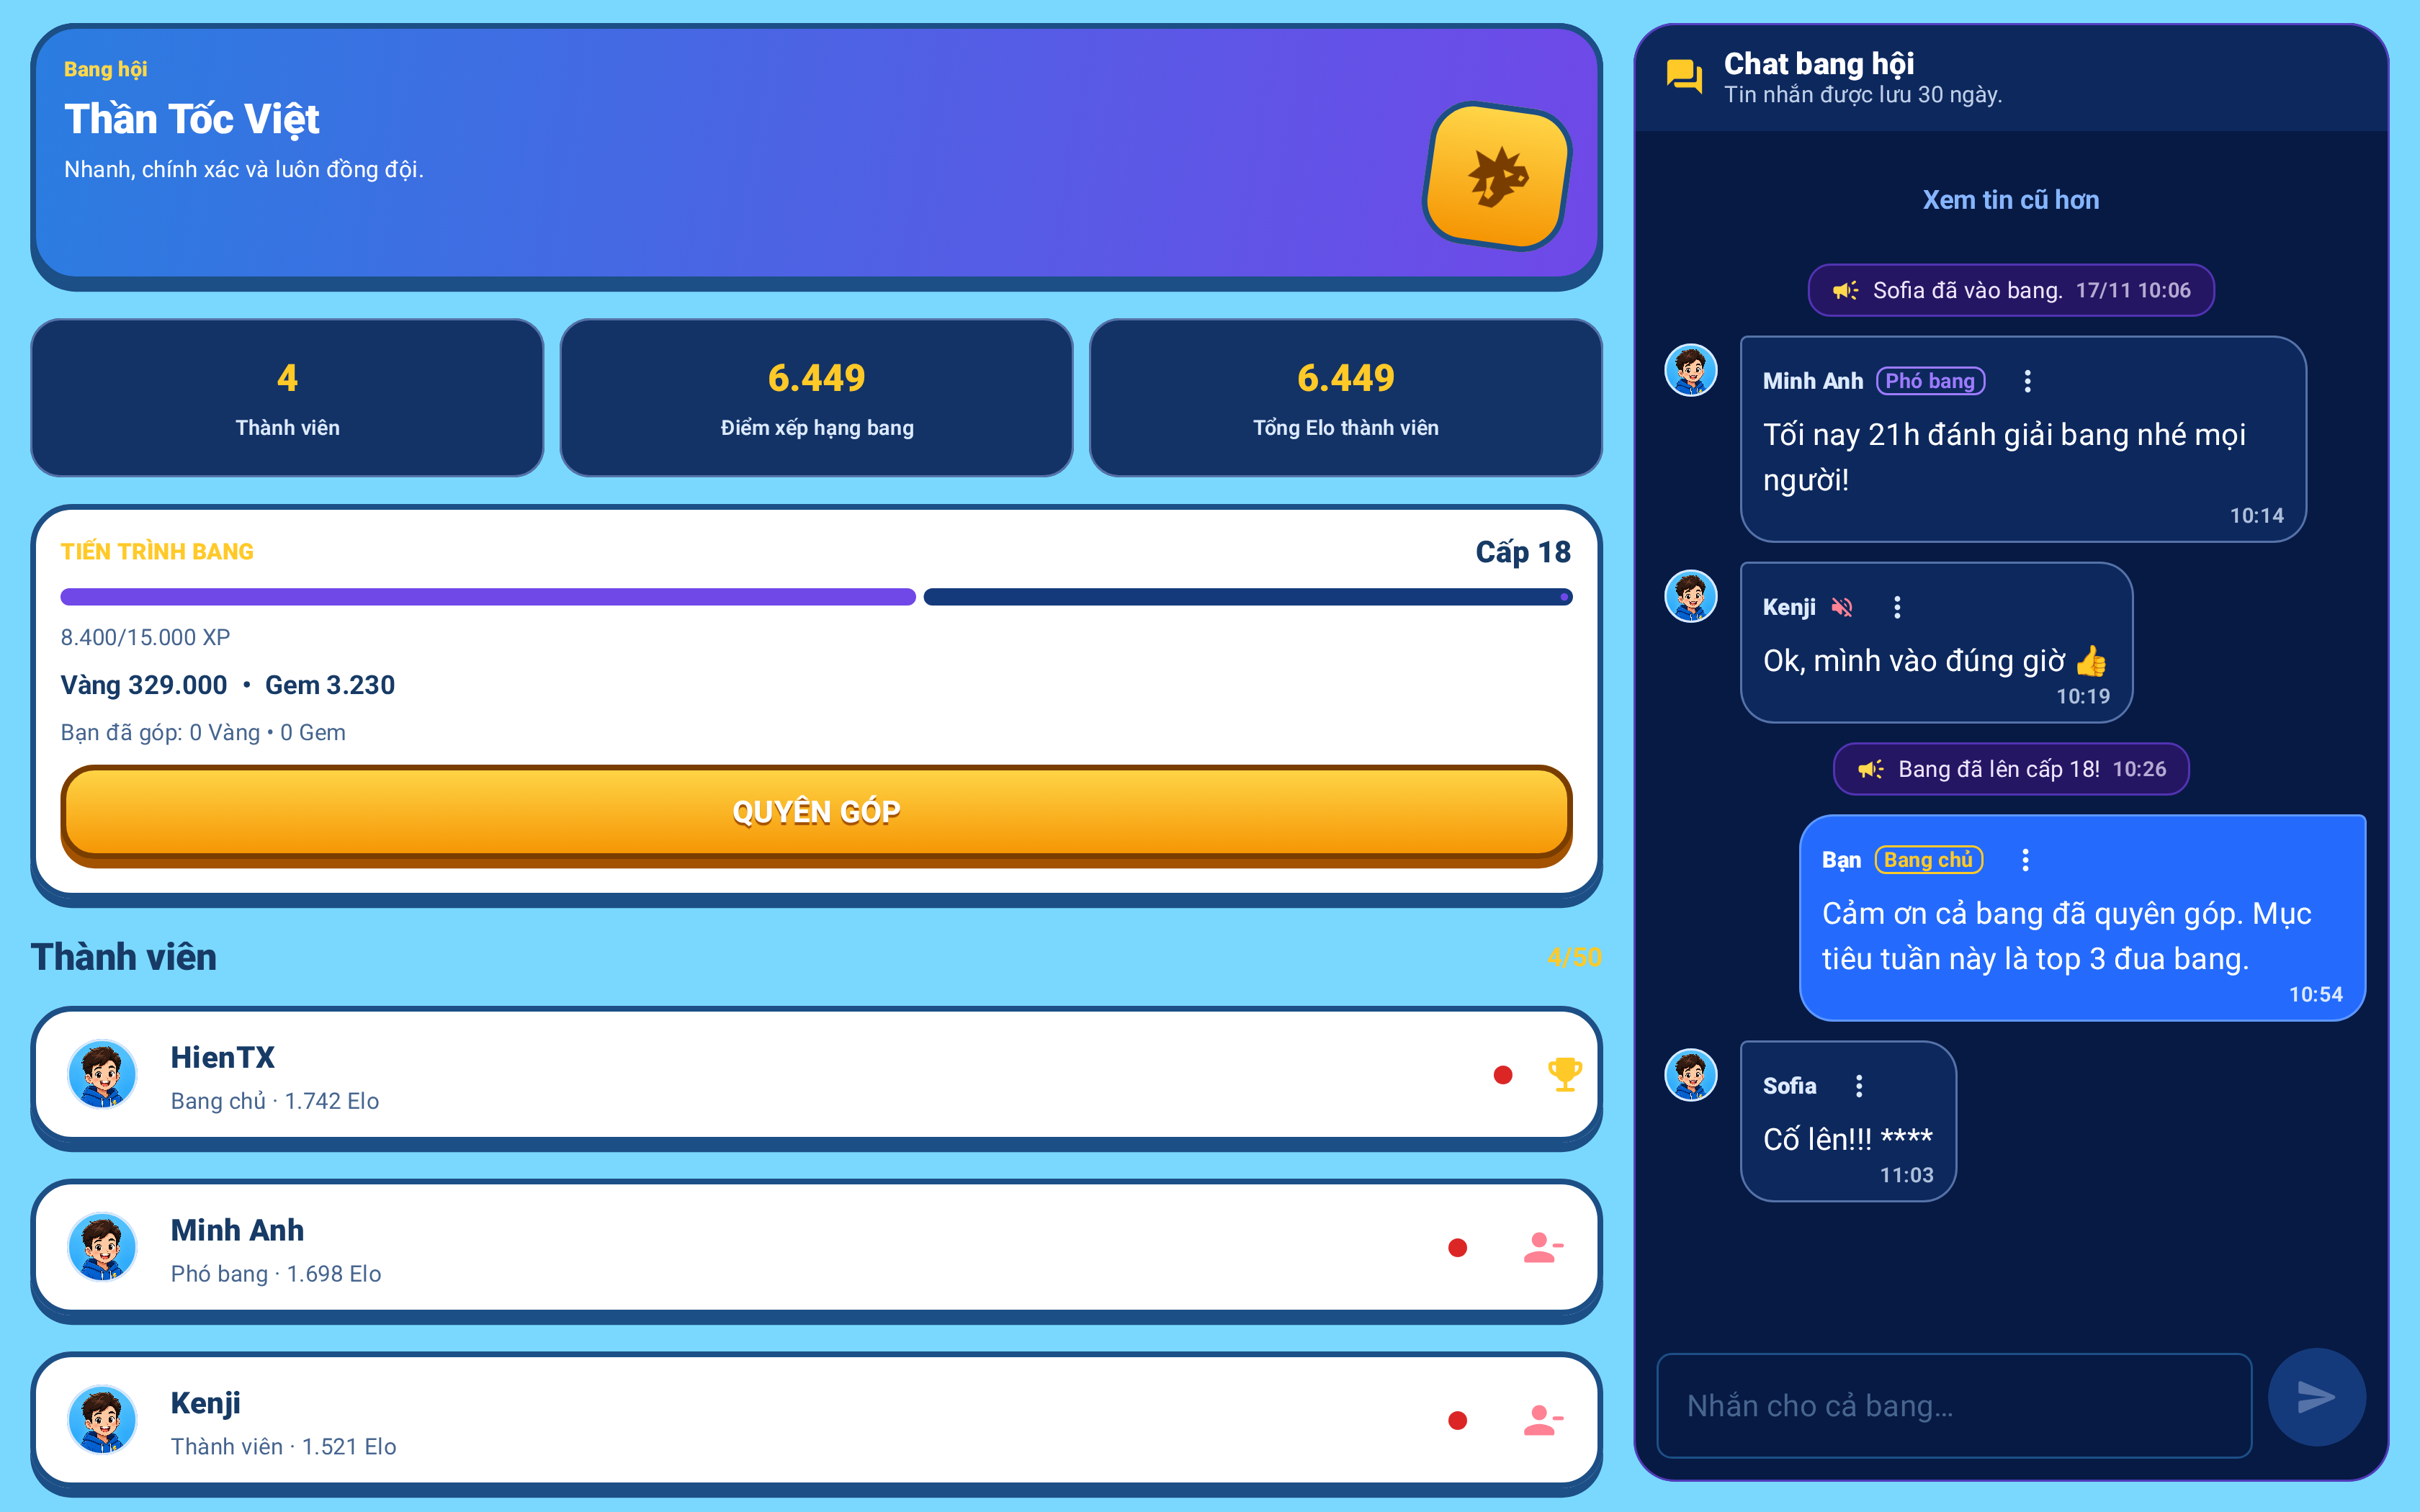 Bang hội
Thần Tốc Việt
Nhanh, chính xác và luôn đồng đội.
4
Thành viên
6.449
Điểm xếp hạng bang
6.449
Tổng Elo thành viên
TIẾN TRÌNH BANG
Cấp 18
8.400/15.000 XP
Vàng 329.000 • Gem 3.230
Bạn đã góp: 0 Vàng • 0 Gem
QUYÊN GÓP
Thành viên
4/50
HienTX
Bang chủ · 1.742 Elo
Minh Anh
Phó bang · 1.698 Elo
Kenji
Thành viên · 1.521 Elo
Chat bang hội
Tin nhắn được lưu 30 ngày.
Xem tin cũ hơn
Sofia đã vào bang. 17/11 10:06
Minh Anh Phó bang
Tối nay 21h đánh giải bang nhé mọi
người!
10:14
Kenji
Ok, mình vào đúng giờ 👍
10:19
Bang đã lên cấp 18! 10:26
Bạn Bang chủ
Cảm ơn cả bang đã quyên góp. Mục
tiêu tuần này là top 3 đua bang.
10:54
Sofia
Cố lên!!! ****
11:03
Nhắn cho cả bang...